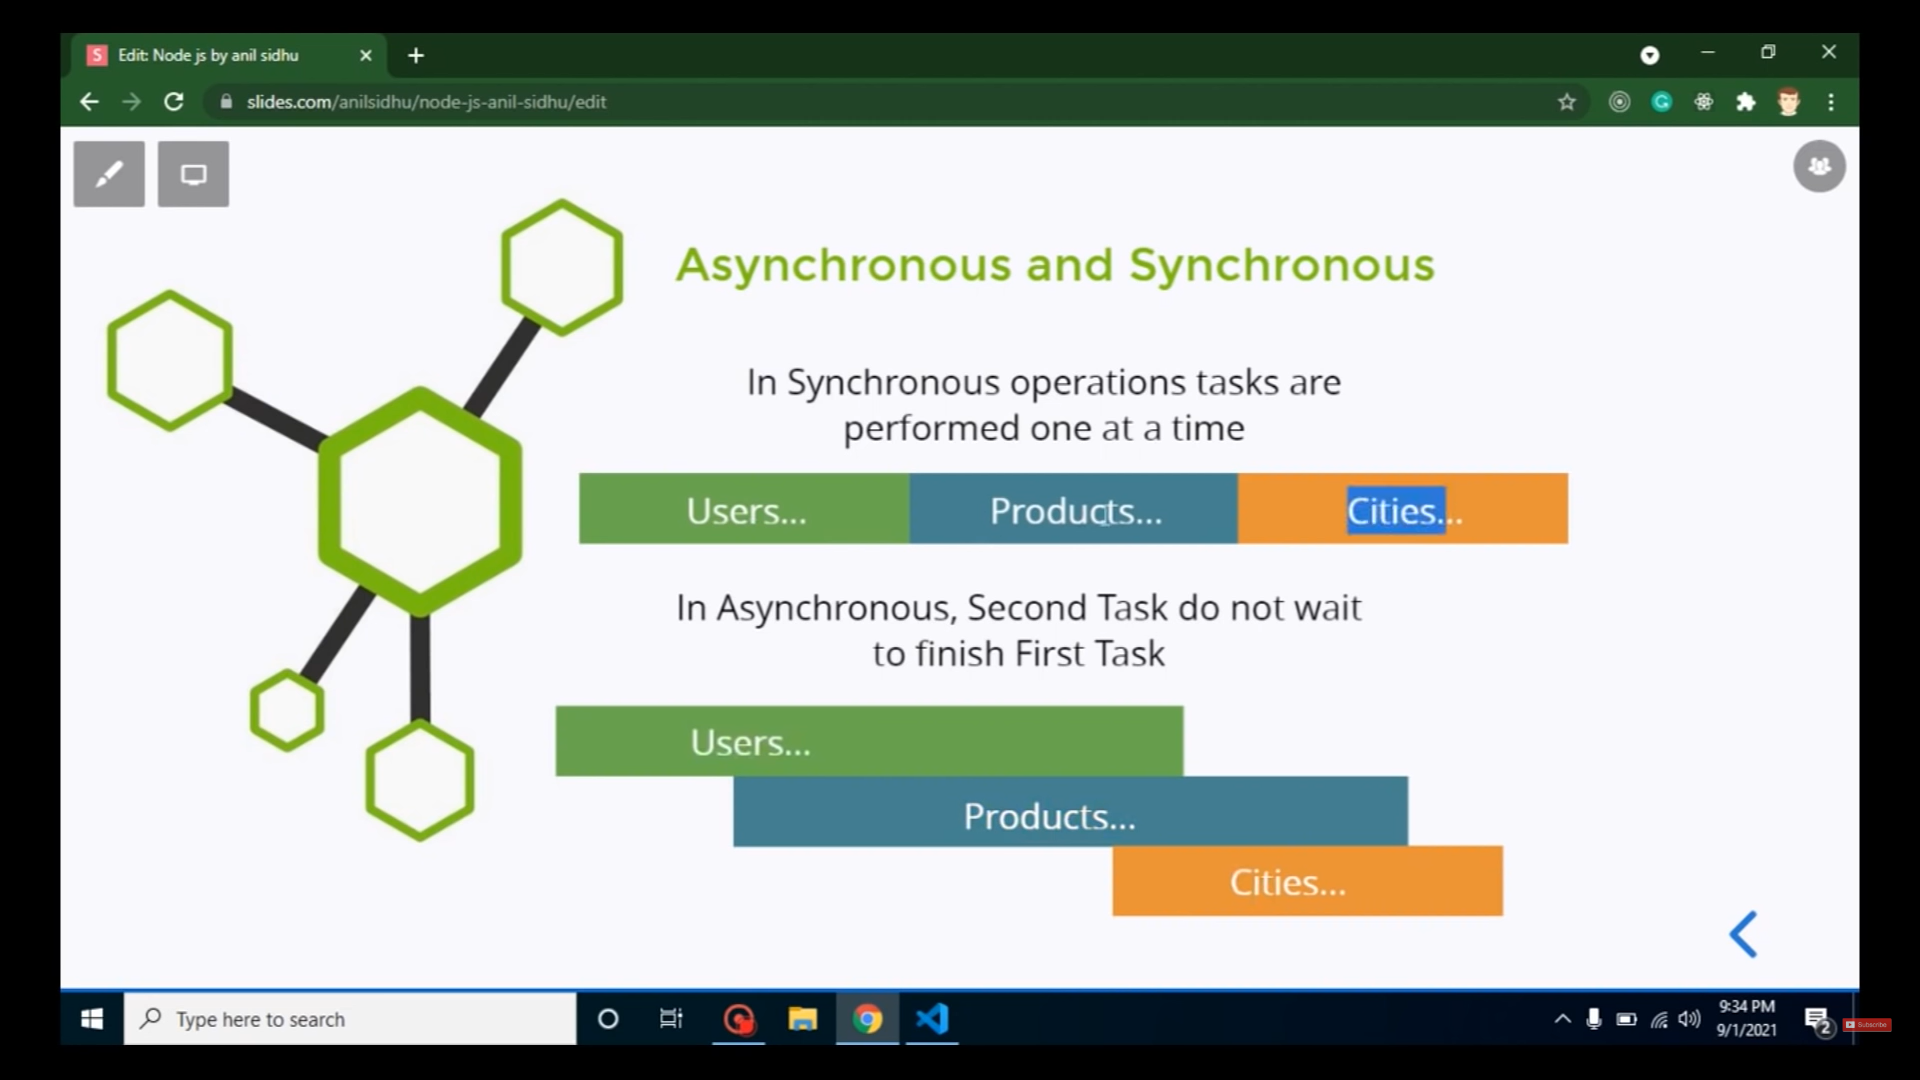 S Edit: Node js by anil sidhu
slides.com/anilsidhu/node-js-anil-sidhu/edit
Asynchronous and Synchronous
In Synchronous operations tasks are
performed one at a time
Users... Products... Cities...
In Asynchronous, Second Task do not wait
to finish First Task
Users...
Products...
Cities...
Type here to search
9:34 PM
9/1/2021
2
Subscribe